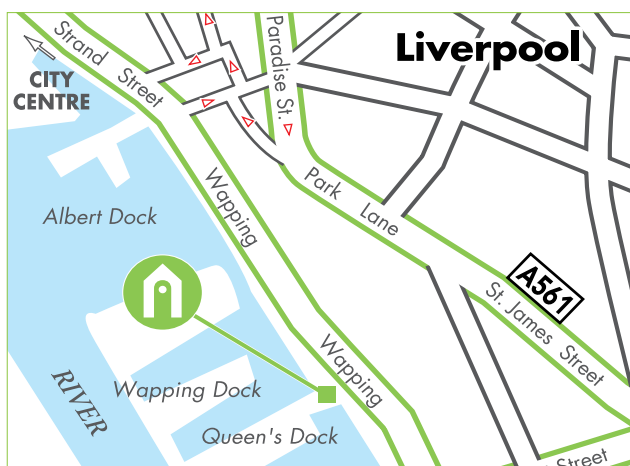 Liverpool
Strand Street
CITY
CENTRE
Paradise St.
Park Lane
Wapping
Albert Dock
A561
St. James Street
Wapping
Wapping Dock
RIVER
Queen's Dock
Street